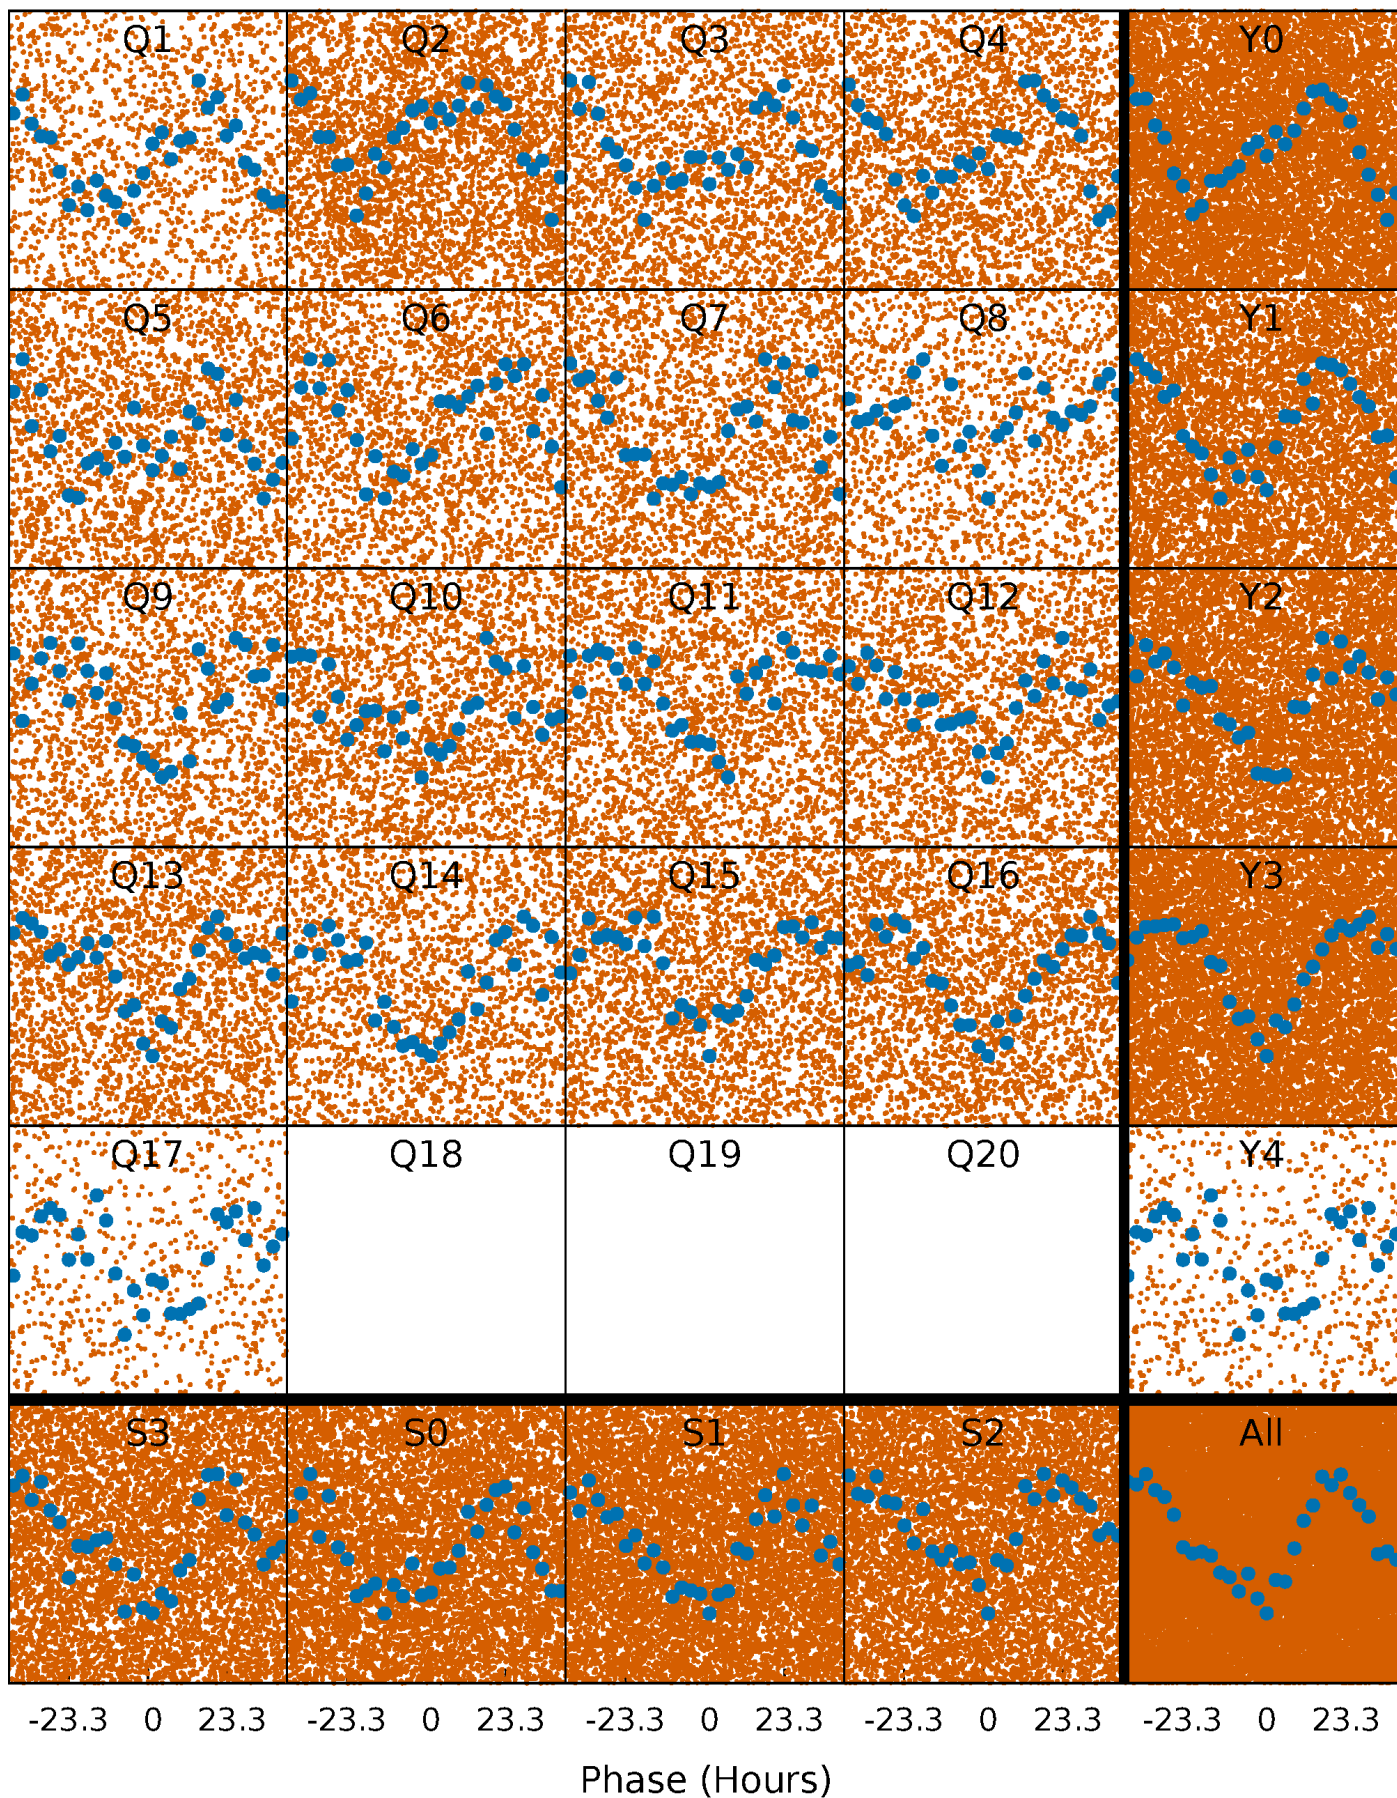 Q1 Q2 Q3 Q4 Y0
Q5 Q6 Q7 Q8 Y1
Q9 Q10 Q11 Q12 Y2
Q13 Q14 Q15 Q16 Y3
Q17 Q18 Q19 Q20 Y4
S3 S0 S1 S2 All
-23.3 0 23.3 -23.3 0 23.3 -23.3 0 23.3 -23.3 0 23.3 -23.3 0 23.3
Phase (Hours)